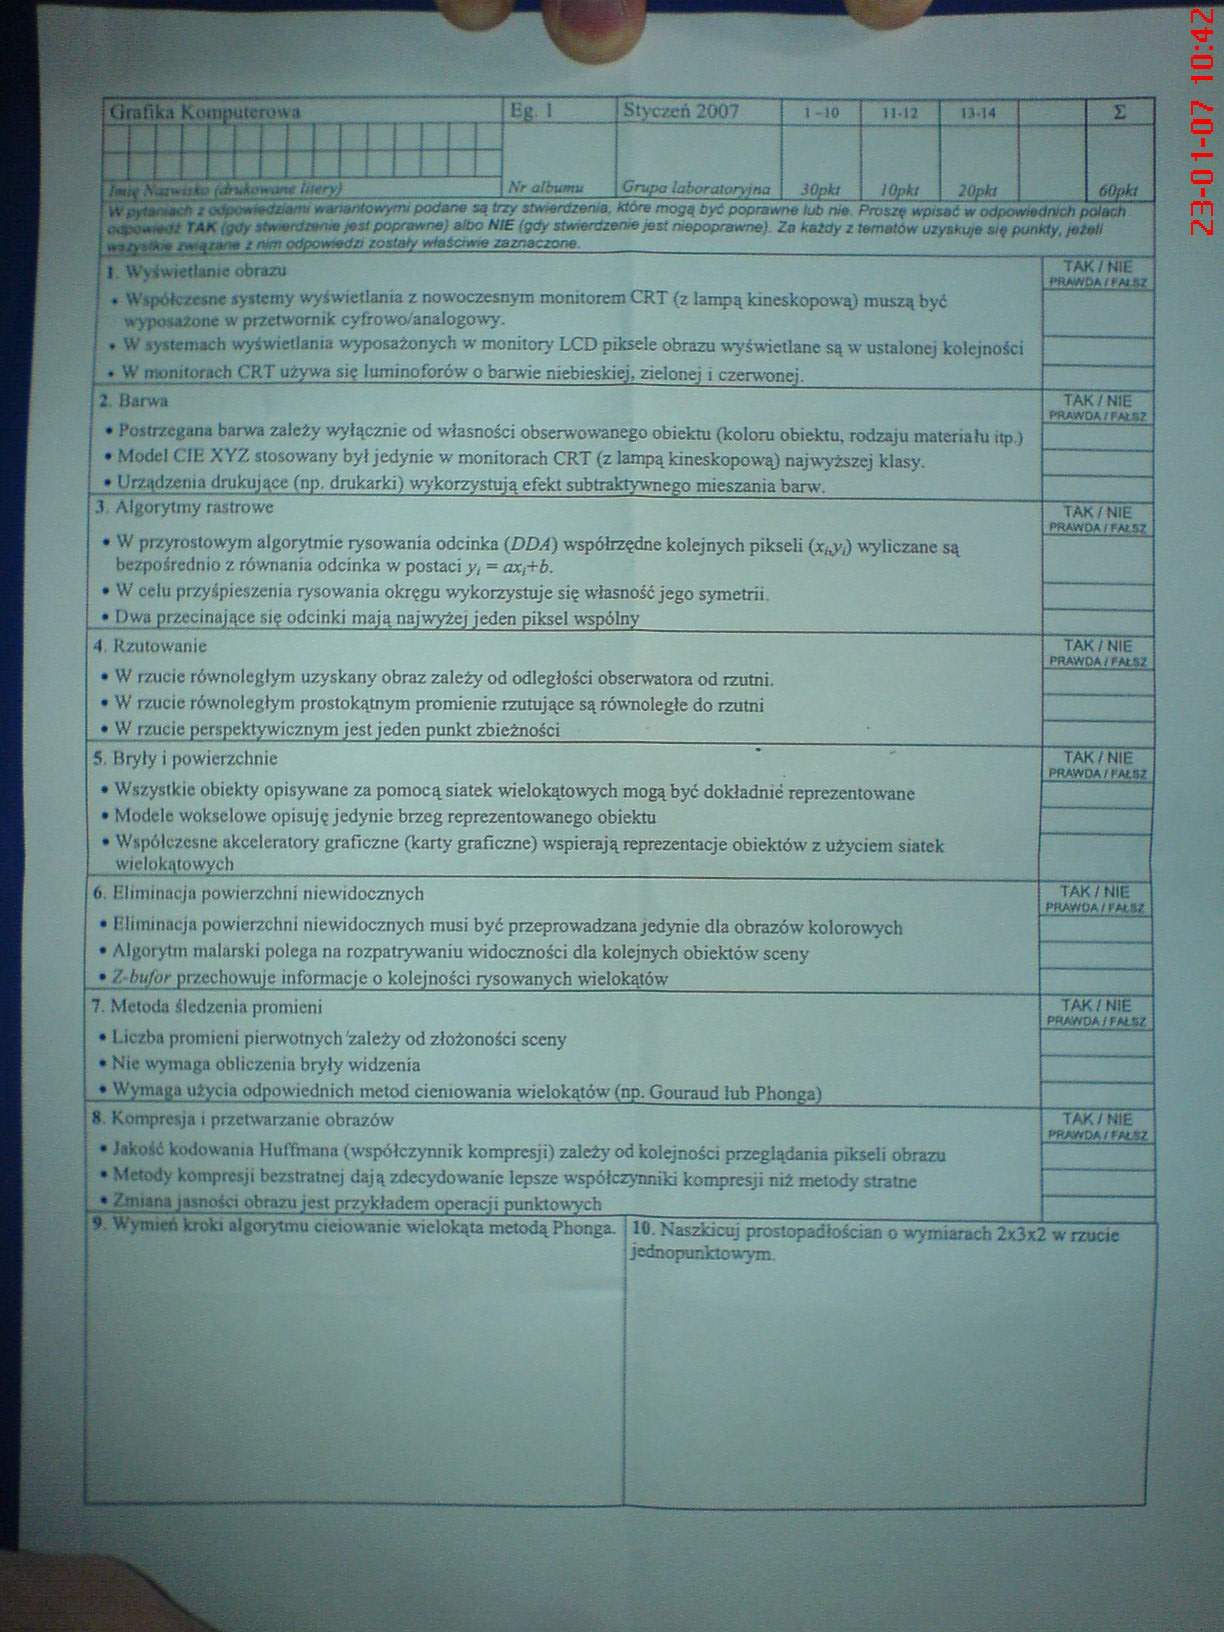 23-01-07 10:42
Grafika Komputerowa Eg. 1 Styczeń 2007 1-10 11-12 13-14 Σ
Imię Nazwisko (drukowane litery) Nr albumu Grupa laboratoryjna 30pkt 10pkt 20pkt 60pkt
W pytaniach z odpowiedziami wariantowymi podane są trzy stwierdzenia, które mogą być poprawne lub nie. Proszę wpisać w odpowiednich polach
odpowiedź TAK (gdy stwierdzenie jest poprawne) albo NIE (gdy stwierdzenie jest niepoprawne). Za każdy z tematów uzyskuje się punkty, jeżeli
wszystkie związane z nim odpowiedzi zostały właściwie zaznaczone.
1. Wyświetlanie obrazu TAK / NIE
PRAWDA / FAŁSZ
• Współczesne systemy wyświetlania z nowoczesnym monitorem CRT (z lampą kineskopową) muszą być
wyposażone w przetwornik cyfrowo/analogowy.
• W systemach wyświetlania wyposażonych w monitory LCD piksele obrazu wyświetlane są w ustalonej kolejności
• W monitorach CRT używa się luminoforów o barwie niebieskiej, zielonej i czerwonej.
2. Barwa TAK / NIE
PRAWDA / FAŁSZ
• Postrzegana barwa zależy wyłącznie od własności obserwowanego obiektu (koloru obiektu, rodzaju materiału itp.)
• Model CIE XYZ stosowany był jedynie w monitorach CRT (z lampą kineskopową) najwyższej klasy.
• Urządzenia drukujące (np. drukarki) wykorzystują efekt subtraktywnego mieszania barw.
3. Algorytmy rastrowe TAK / NIE
PRAWDA / FAŁSZ
• W przyrostowym algorytmie rysowania odcinka (DDA) współrzędne kolejnych pikseli (xi,yi) wyliczane są
bezpośrednio z równania odcinka w postaci yi = axi+b.
• W celu przyśpieszenia rysowania okręgu wykorzystuje się własność jego symetrii.
• Dwa przecinające się odcinki mają najwyżej jeden piksel wspólny
4. Rzutowanie TAK / NIE
PRAWDA / FAŁSZ
• W rzucie równoległym uzyskany obraz zależy od odległości obserwatora od rzutni.
• W rzucie równoległym prostokątnym promienie rzutujące są równoległe do rzutni
• W rzucie perspektywicznym jest jeden punkt zbieżności
5. Bryły i powierzchnie TAK / NIE
PRAWDA / FAŁSZ
• Wszystkie obiekty opisywane za pomocą siatek wielokątowych mogą być dokładnie reprezentowane
• Modele wokselowe opisuję jedynie brzeg reprezentowanego obiektu
• Współczesne akceleratory graficzne (karty graficzne) wspierają reprezentacje obiektów z użyciem siatek
wielokątowych
6. Eliminacja powierzchni niewidocznych TAK / NIE
PRAWDA / FAŁSZ
• Eliminacja powierzchni niewidocznych musi być przeprowadzana jedynie dla obrazów kolorowych
• Algorytm malarski polega na rozpatrywaniu widoczności dla kolejnych obiektów sceny
• Z-bufor przechowuje informacje o kolejności rysowanych wielokątów
7. Metoda śledzenia promieni TAK / NIE
PRAWDA / FAŁSZ
• Liczba promieni pierwotnych zależy od złożoności sceny
• Nie wymaga obliczenia bryły widzenia
• Wymaga użycia odpowiednich metod cieniowania wielokątów (np. Gouraud lub Phonga)
8. Kompresja i przetwarzanie obrazów TAK / NIE
PRAWDA / FAŁSZ
• Jakość kodowania Huffmana (współczynnik kompresji) zależy od kolejności przeglądania pikseli obrazu
• Metody kompresji bezstratnej dają zdecydowanie lepsze współczynniki kompresji niż metody stratne
• Zmiana jasności obrazu jest przykładem operacji punktowych
9. Wymień kroki algorytmu cieiowanie wielokąta metodą Phonga.
10. Naszkicuj prostopadłościan o wymiarach 2x3x2 w rzucie
jednopunktowym.